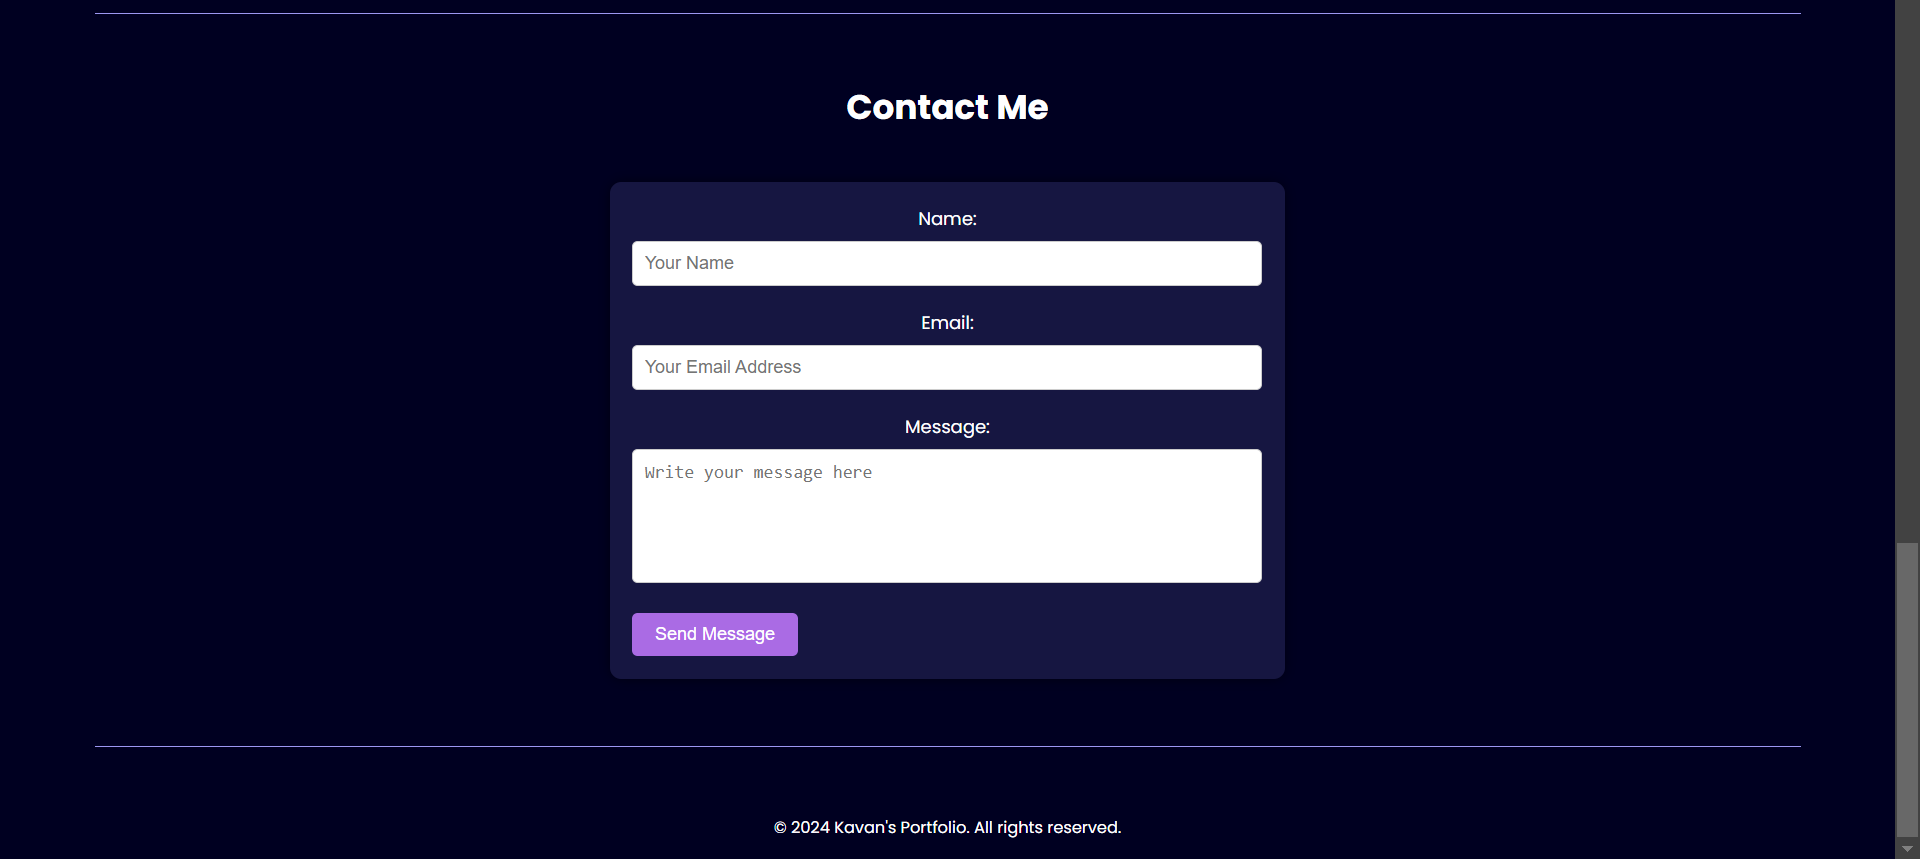 Contact Me
Name:
Your Name
Email:
Your Email Address
Message:
Write your message here
Send Message
© 2024 Kavan's Portfolio. All rights reserved.